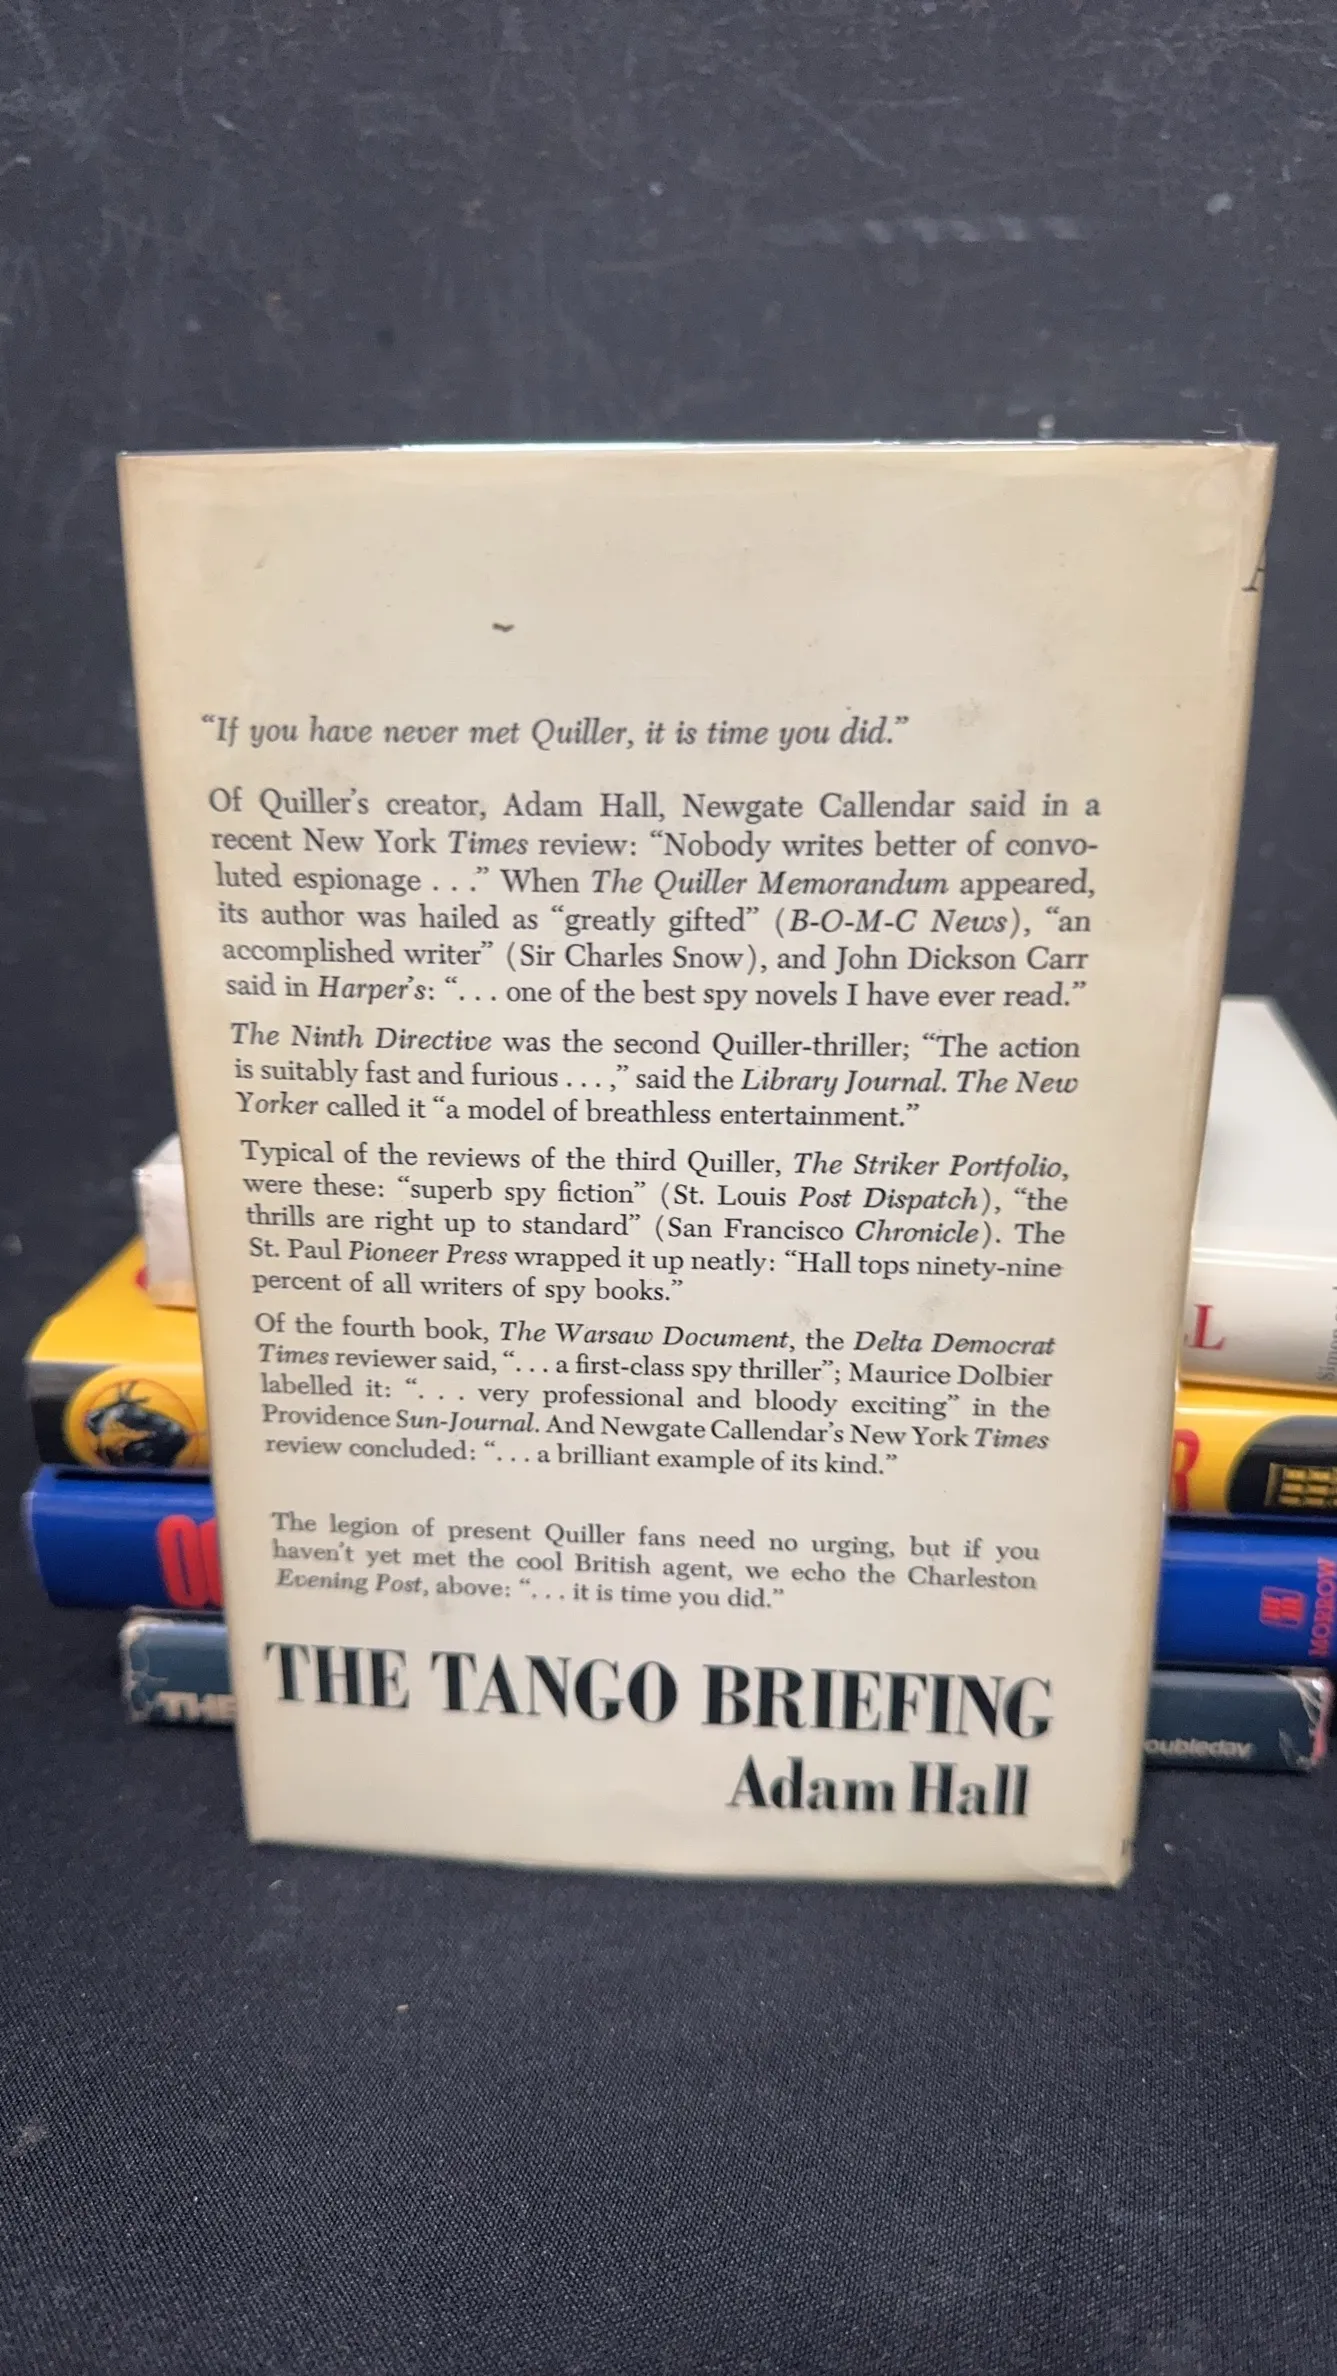 “If you have never met Quiller, it is time you did.”
Of Quiller’s creator, Adam Hall, Newgate Callendar said in a
recent New York Times review: “Nobody writes better of convo-
luted espionage . . .” When The Quiller Memorandum appeared,
its author was hailed as “greatly gifted” (B-O-M-C News), “an
accomplished writer” (Sir Charles Snow), and John Dickson Carr
said in Harper’s: “. . . one of the best spy novels I have ever read.”
The Ninth Directive was the second Quiller-thriller; “The action
is suitably fast and furious . . . ,” said the Library Journal. The New
Yorker called it “a model of breathless entertainment.”
Typical of the reviews of the third Quiller, The Striker Portfolio,
were these: “superb spy fiction” (St. Louis Post Dispatch), “the
thrills are right up to standard” (San Francisco Chronicle). The
St. Paul Pioneer Press wrapped it up neatly: “Hall tops ninety-nine
percent of all writers of spy books.”
Of the fourth book, The Warsaw Document, the Delta Democrat
Times reviewer said, “. . . a first-class spy thriller”; Maurice Dolbier
labelled it: “. . . very professional and bloody exciting” in the
Providence Sun-Journal. And Newgate Callendar’s New York Times
review concluded: “. . . a brilliant example of its kind.”
The legion of present Quiller fans need no urging, but if you
haven’t yet met the cool British agent, we echo the Charleston
Evening Post, above: “. . . it is time you did.”
THE TANGO BRIEFING
Adam Hall
A
L
R
MORROW
THE
oubleday